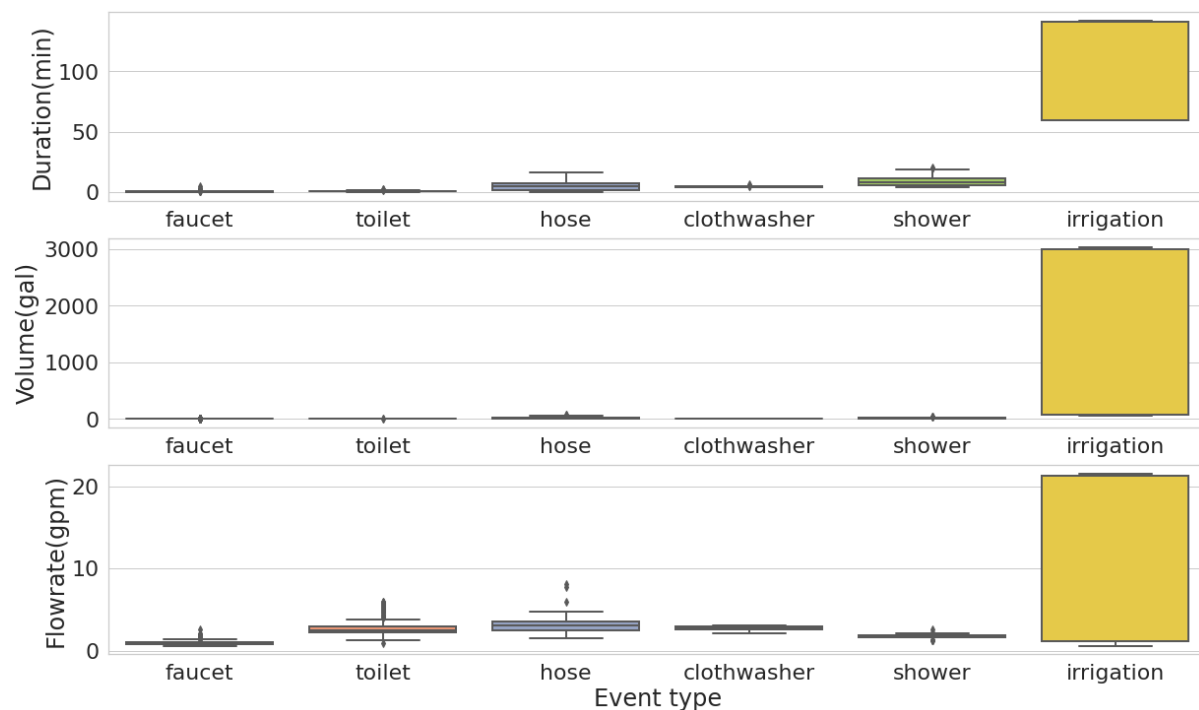 Duration(min)
100
50
0
faucet toilet hose clothwasher shower irrigation
Volume(gal)
3000
2000
1000
0
faucet toilet hose clothwasher shower irrigation
Flowrate(gpm)
20
10
0
faucet toilet hose clothwasher shower irrigation
Event type